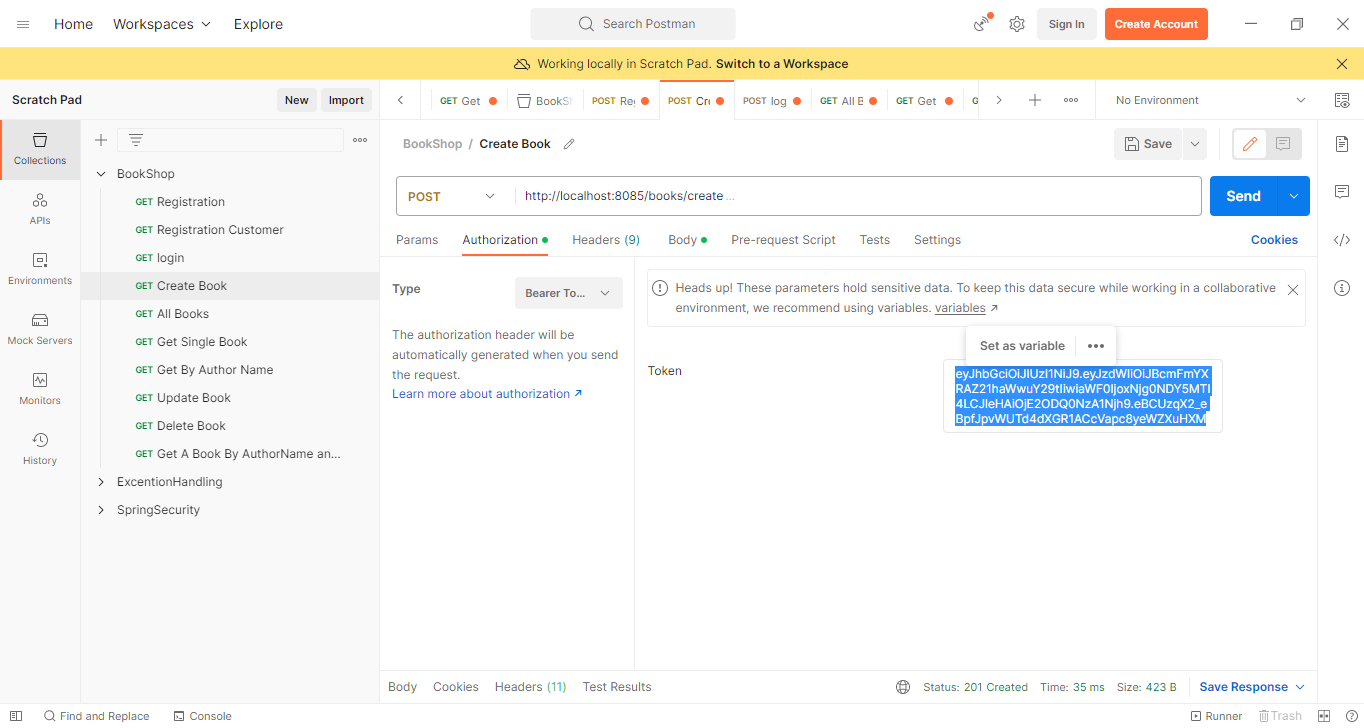 Home Workspaces Explore Search Postman Sign In Create Account
Working locally in Scratch Pad. Switch to a Workspace
Scratch Pad New Import
GET Get BookSh POST Re POST Cr POST log GET All B GET Get G No Environment
Collections
APIs
Environments
Mock Servers
Monitors
History
BookShop
GET Registration
GET Registration Customer
GET login
GET Create Book
GET All Books
GET Get Single Book
GET Get By Author Name
GET Update Book
GET Delete Book
GET Get A Book By AuthorName an...
ExcentionHandling
SpringSecurity
BookShop / Create Book Save
POST http://localhost:8085/books/create ... Send
Params Authorization Headers (9) Body Pre-request Script Tests Settings Cookies
Type Bearer To...
The authorization header will be
automatically generated when you send
the request.
Learn more about authorization ↗
Heads up! These parameters hold sensitive data. To keep this data secure while working in a collaborative
environment, we recommend using variables. variables ↗
Set as variable
Token
Body Cookies Headers (11) Test Results Status: 201 Created Time: 35 ms Size: 423 B Save Response
Find and Replace Console Runner Trash